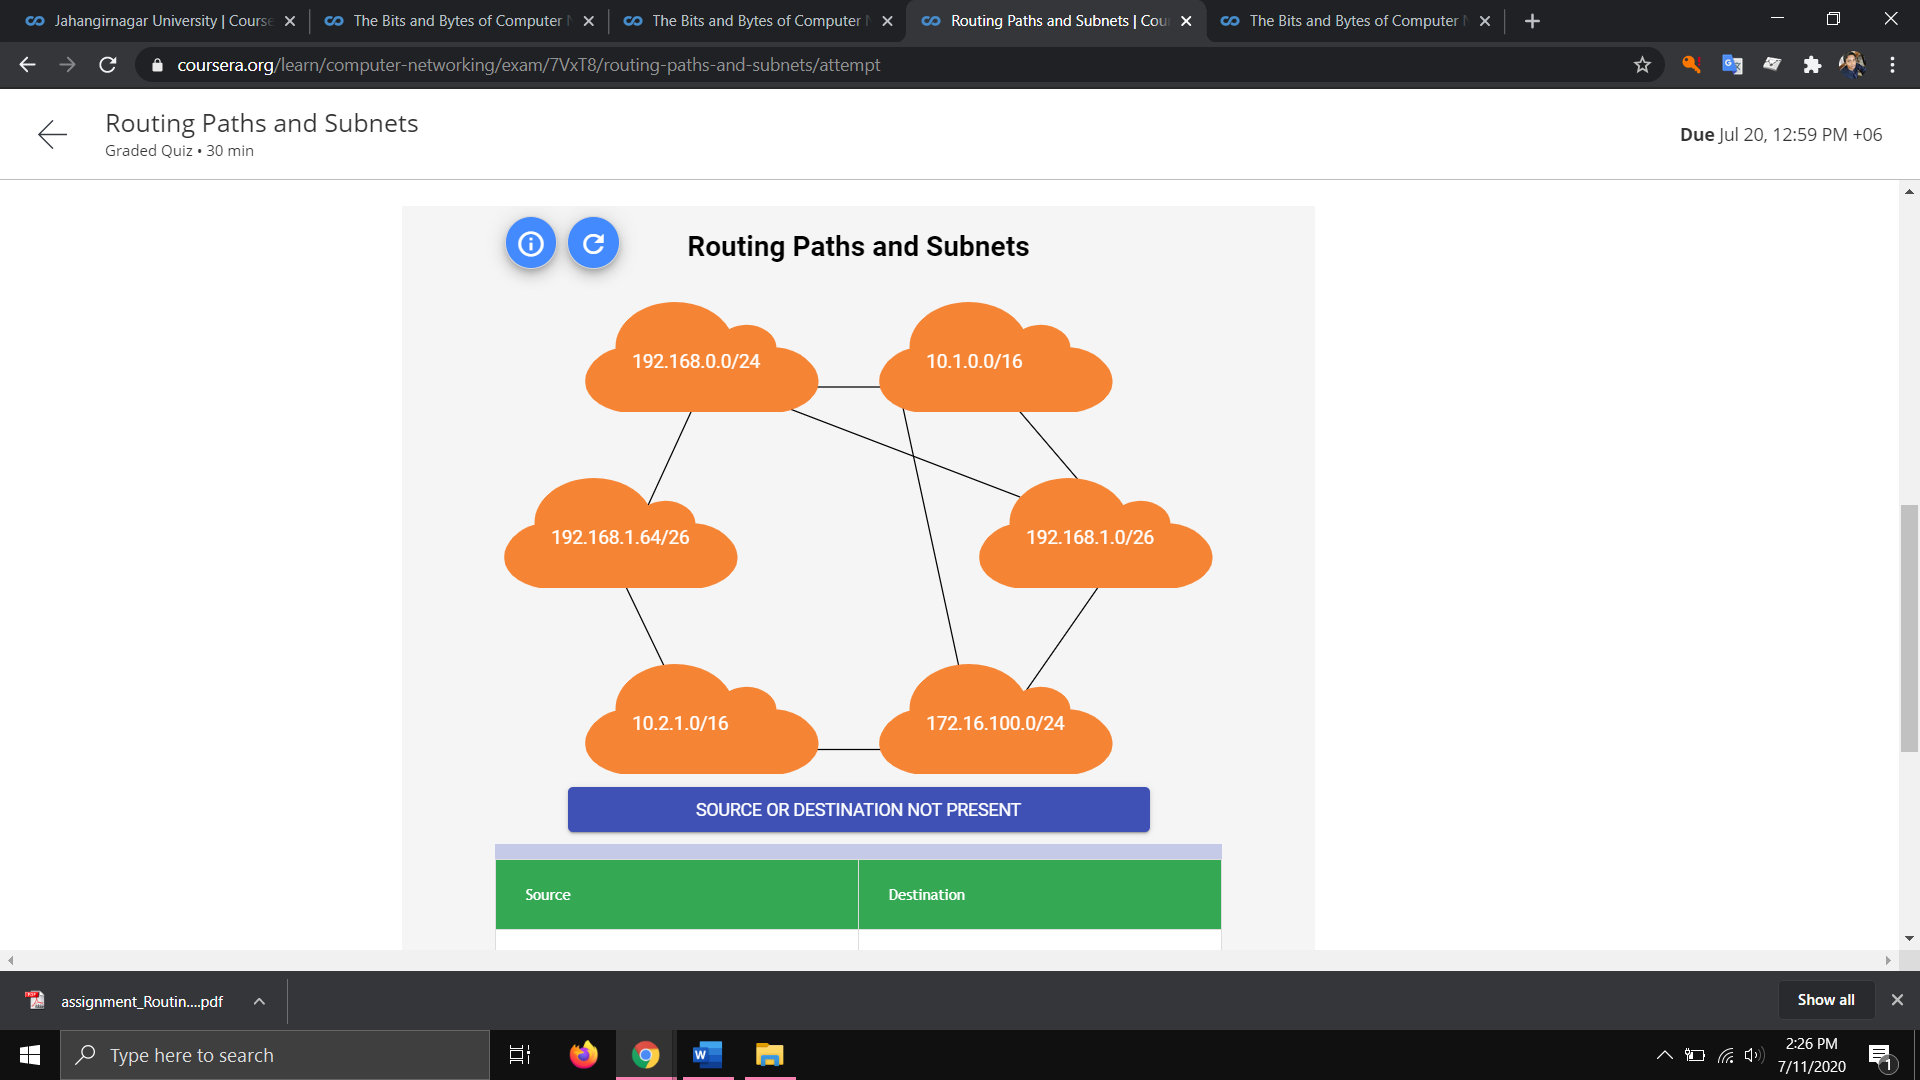 Jahangirnagar University | Course
The Bits and Bytes of Computer N
The Bits and Bytes of Computer N
Routing Paths and Subnets | Cour
The Bits and Bytes of Computer N
coursera.org/learn/computer-networking/exam/7VxT8/routing-paths-and-subnets/attempt
Routing Paths and Subnets
Graded Quiz • 30 min
Due Jul 20, 12:59 PM +06
Routing Paths and Subnets
192.168.0.0/24
10.1.0.0/16
192.168.1.64/26
192.168.1.0/26
10.2.1.0/16
172.16.100.0/24
SOURCE OR DESTINATION NOT PRESENT
Source
Destination
assignment_Routin....pdf
Show all
Type here to search
2:26 PM
7/11/2020
1